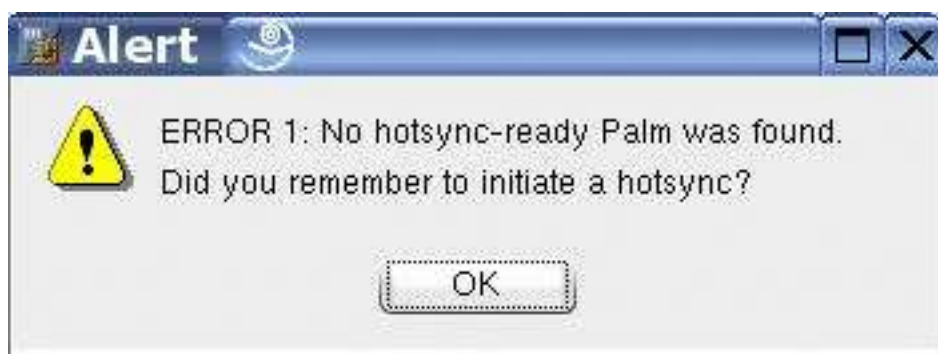 Alert
ERROR 1: No hotsync-ready Palm was found.
Did you remember to initiate a hotsync?
OK